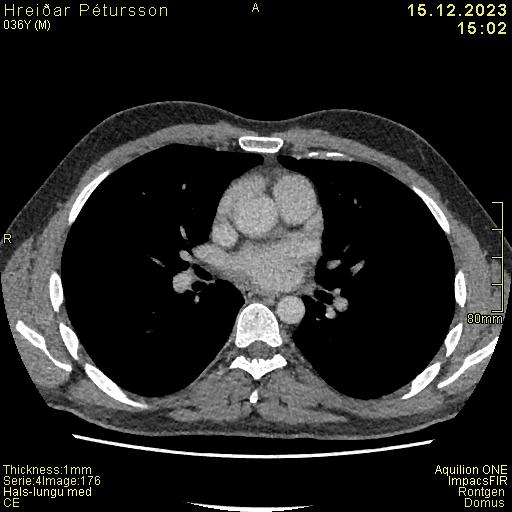 Hreiðar Pétursson
036Y (M)
A
15.12.2023
15:02
R
80mm
Thickness:1mm
Serie:4Image:176
Hals-lungu med
CE
Aquilion ONE
ImpacsFIR
Rontgen
Domus